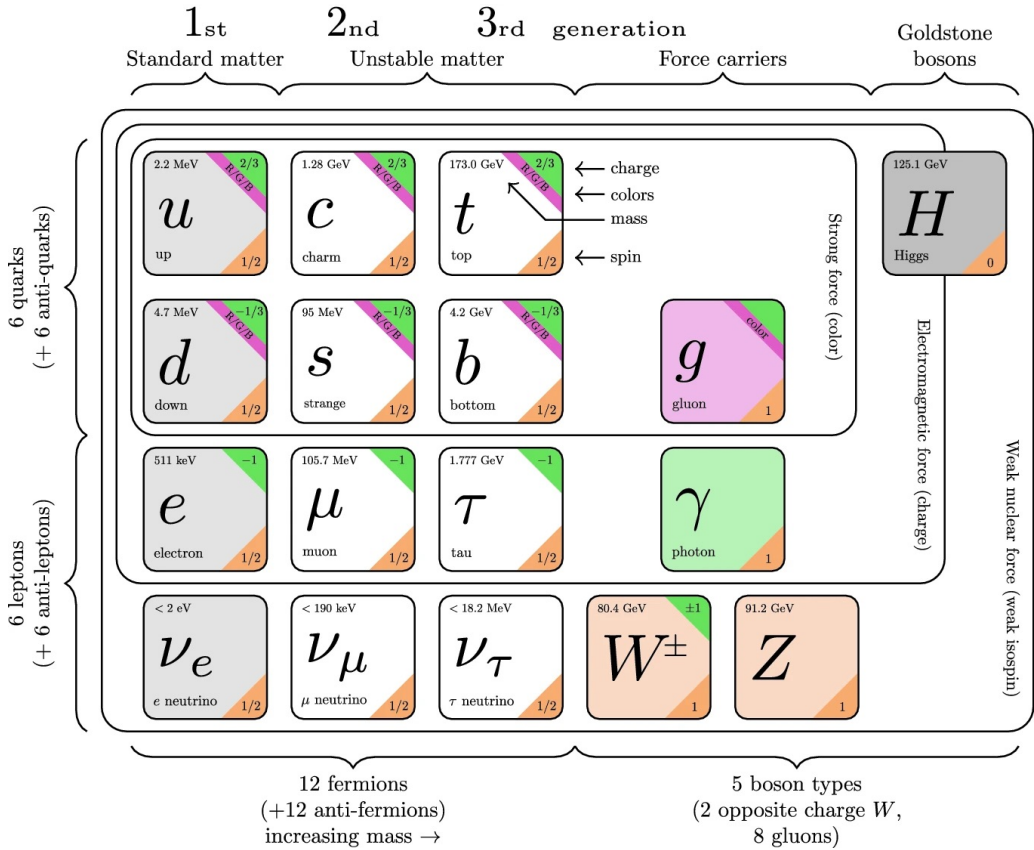 1st 2nd 3rd generation
Goldstone
bosons
Standard matter
Unstable matter
Force carriers
6 quarks
(+ 6 anti-quarks)
6 leptons
(+ 6 anti-leptons)
2.2 MeV
2/3
R/G/B
u
up
1/2
1.28 GeV
2/3
R/G/B
c
charm
1/2
173.0 GeV
2/3
R/G/B
t
top
1/2
charge
colors
mass
spin
Strong force (color)
125.1 GeV
H
Higgs
0
4.7 MeV
−1/3
R/G/B
d
down
1/2
95 MeV
−1/3
R/G/B
s
strange
1/2
4.2 GeV
−1/3
R/G/B
b
bottom
1/2
color
g
gluon
1
Electromagnetic force (charge)
511 keV
−1
e
electron
1/2
105.7 MeV
−1
μ
muon
1/2
1.777 GeV
−1
τ
tau
1/2
γ
photon
1
Weak nuclear force (weak isospin)
< 2 eV
νe
e neutrino
1/2
< 190 keV
νμ
μ neutrino
1/2
< 18.2 MeV
ντ
τ neutrino
1/2
80.4 GeV
±1
W±
1
91.2 GeV
Z
1
12 fermions
(+12 anti-fermions)
increasing mass →
5 boson types
(2 opposite charge W,
8 gluons)